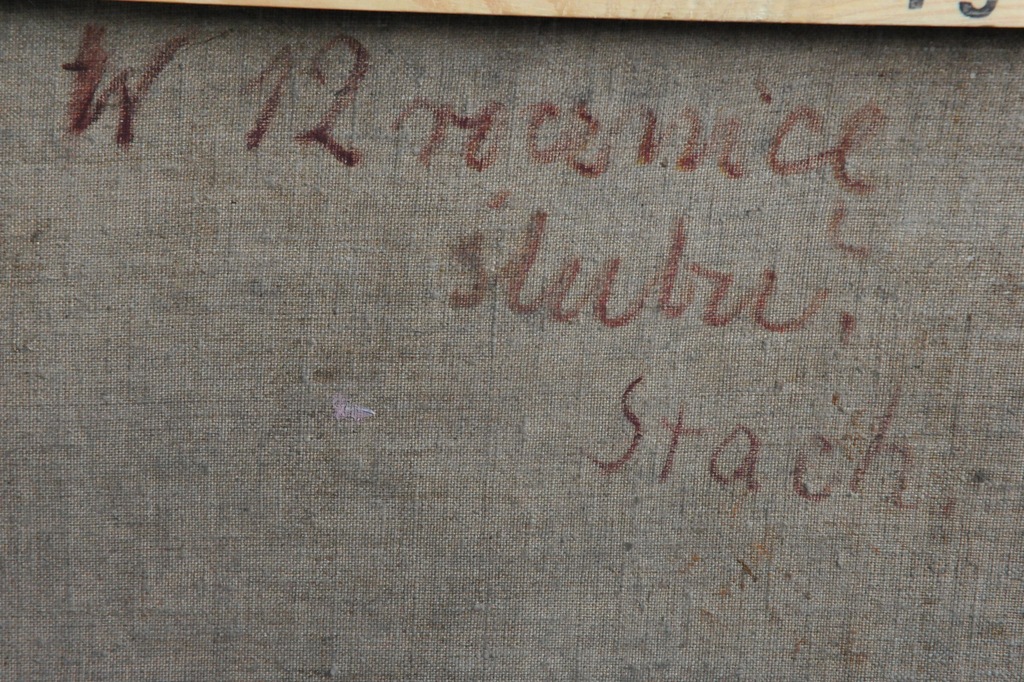 W 12 rocznicę
ślubu.
Stach.